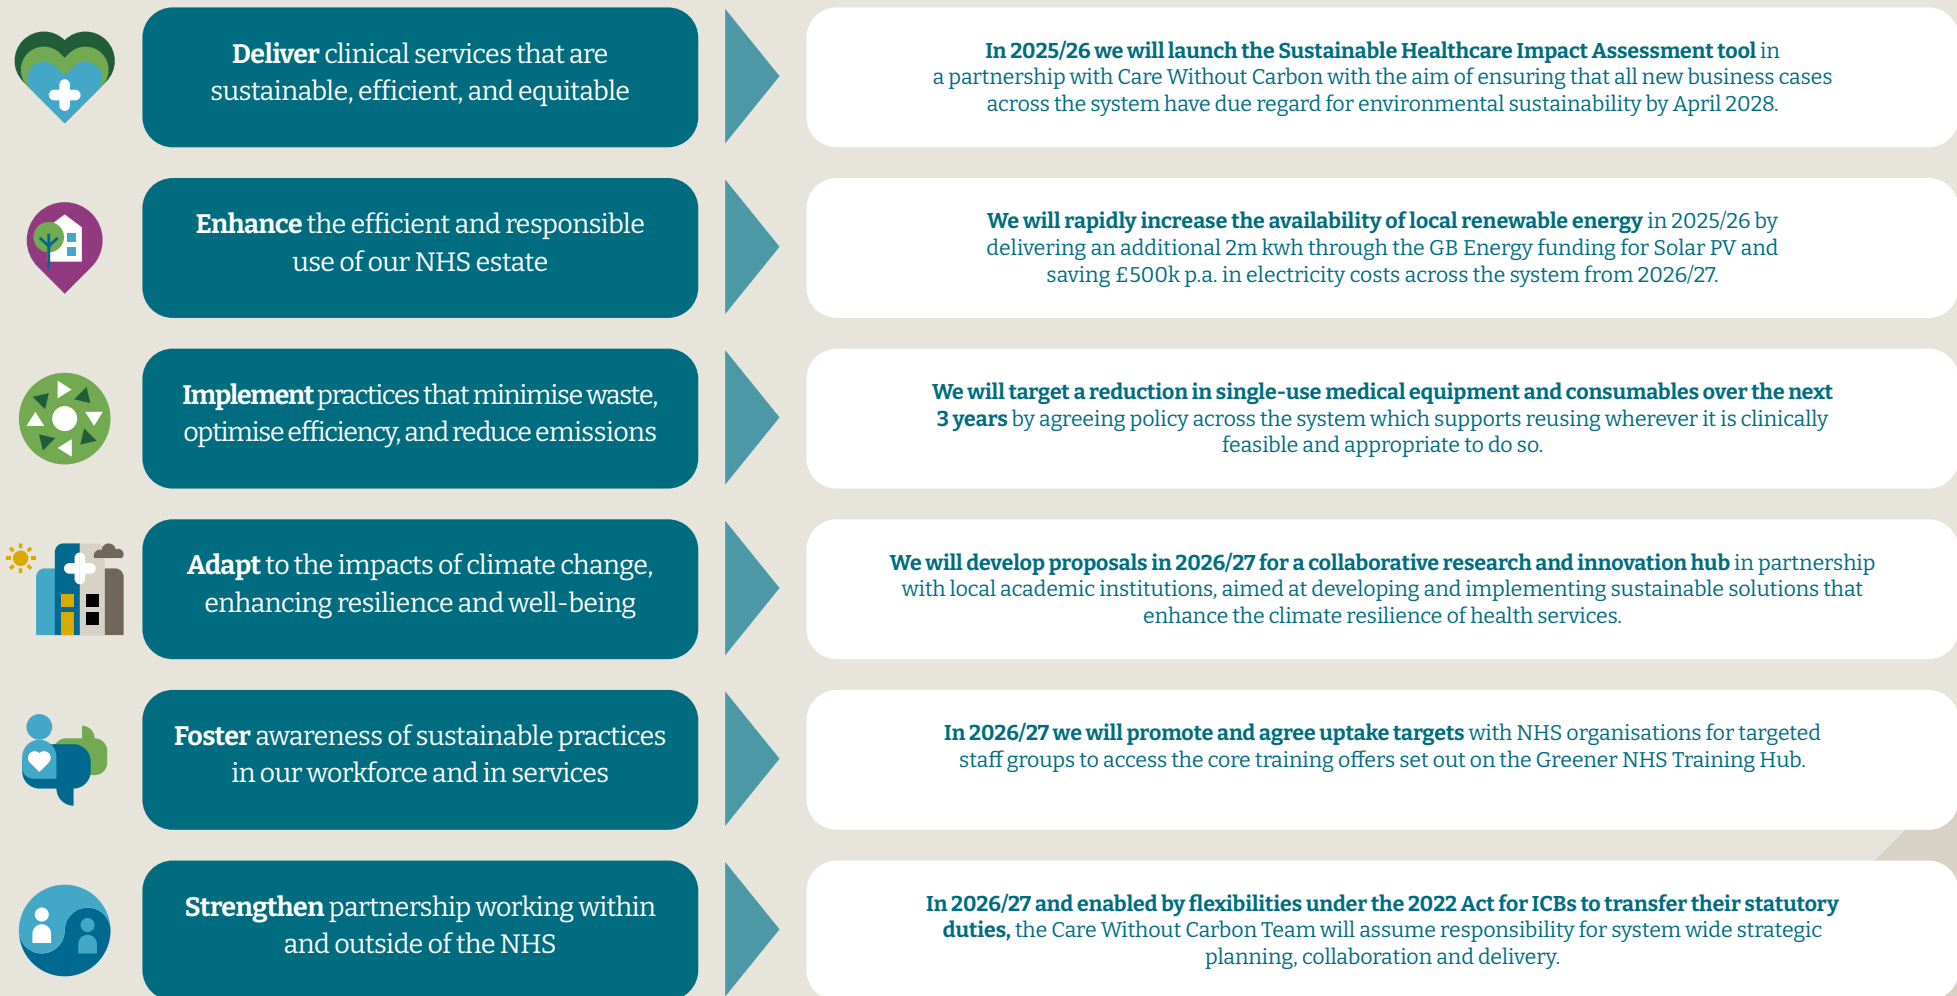 Deliver clinical services that are
sustainable, efficient, and equitable
In 2025/26 we will launch the Sustainable Healthcare Impact Assessment tool in
a partnership with Care Without Carbon with the aim of ensuring that all new business cases
across the system have due regard for environmental sustainability by April 2028.
Enhance the efficient and responsible
use of our NHS estate
We will rapidly increase the availability of local renewable energy in 2025/26 by
delivering an additional 2m kwh through the GB Energy funding for Solar PV and
saving £500k p.a. in electricity costs across the system from 2026/27.
Implement practices that minimise waste,
optimise efficiency, and reduce emissions
We will target a reduction in single-use medical equipment and consumables over the next
3 years by agreeing policy across the system which supports reusing wherever it is clinically
feasible and appropriate to do so.
Adapt to the impacts of climate change,
enhancing resilience and well-being
We will develop proposals in 2026/27 for a collaborative research and innovation hub in partnership
with local academic institutions, aimed at developing and implementing sustainable solutions that
enhance the climate resilience of health services.
Foster awareness of sustainable practices
in our workforce and in services
In 2026/27 we will promote and agree uptake targets with NHS organisations for targeted
staff groups to access the core training offers set out on the Greener NHS Training Hub.
Strengthen partnership working within
and outside of the NHS
In 2026/27 and enabled by flexibilities under the 2022 Act for ICBs to transfer their statutory
duties, the Care Without Carbon Team will assume responsibility for system wide strategic
planning, collaboration and delivery.